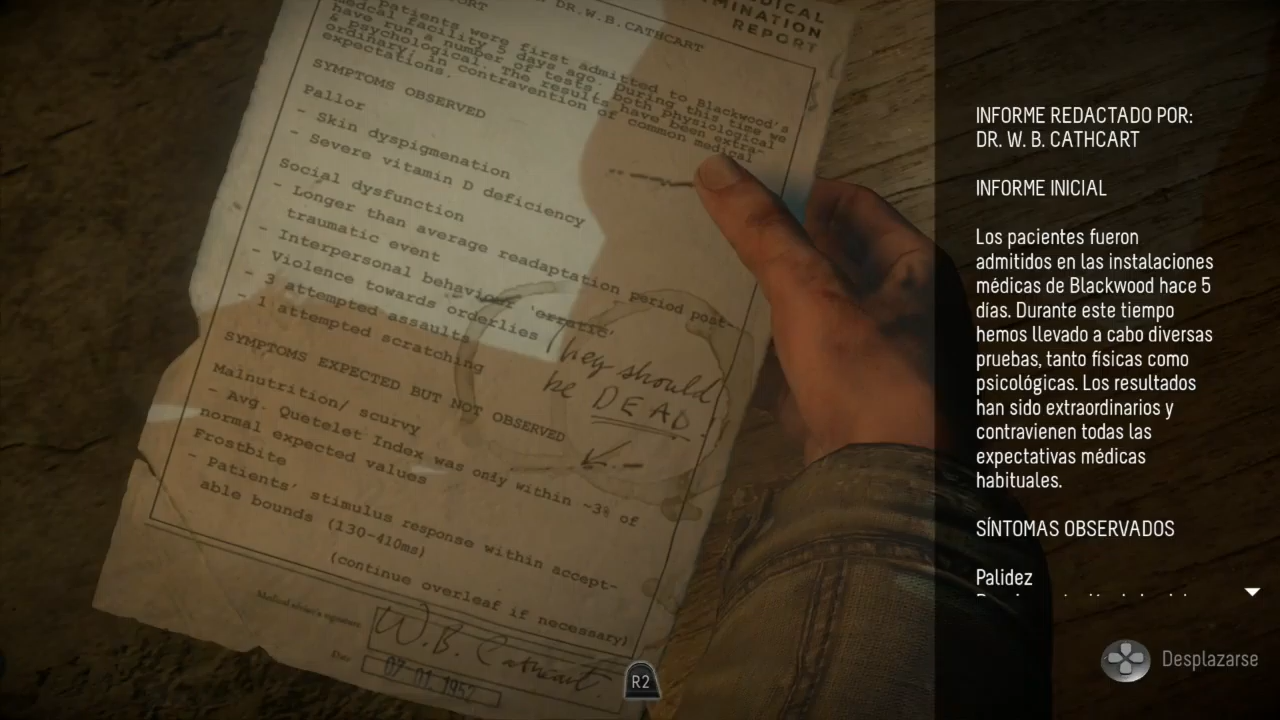 DR.W.B.CATHCART
REPORT
Patients were first admitted to Blackwood's
medical facility 5 days ago. During this time we
have run a number of tests, both physiological
& psychological. The results have been extra-
ordinary; in contravention of common medical
expectations.
SYMPTOMS OBSERVED
Pallor
- Skin dyspigmenation
- Severe vitamin D deficiency
Social dysfunction
- Longer than average readaptation period post-
traumatic event
- Interpersonal behaviour 'erratic'
- Violence towards orderlies
- 3 attempted assaults
- 1 attempted scratching
They should
be DEAD.
SYMPTOMS EXPECTED BUT NOT OBSERVED
Malnutrition/ scurvy
- Avg. Quetelet Index was only within ~3% of
normal expected values
Frostbite
- Patients' stimulus response within accept-
able bounds (130-410ms)
(continue overleaf if necessary)
W.B. Cathcart.
07 01 1952
R2
INFORME REDACTADO POR:
DR. W. B. CATHCART
INFORME INICIAL
Los pacientes fueron
admitidos en las instalaciones
médicas de Blackwood hace 5
días. Durante este tiempo
hemos llevado a cabo diversas
pruebas, tanto físicas como
psicológicas. Los resultados
han sido extraordinarios y
contravienen todas las
expectativas médicas
habituales.
SÍNTOMAS OBSERVADOS
Palidez
Desplazarse